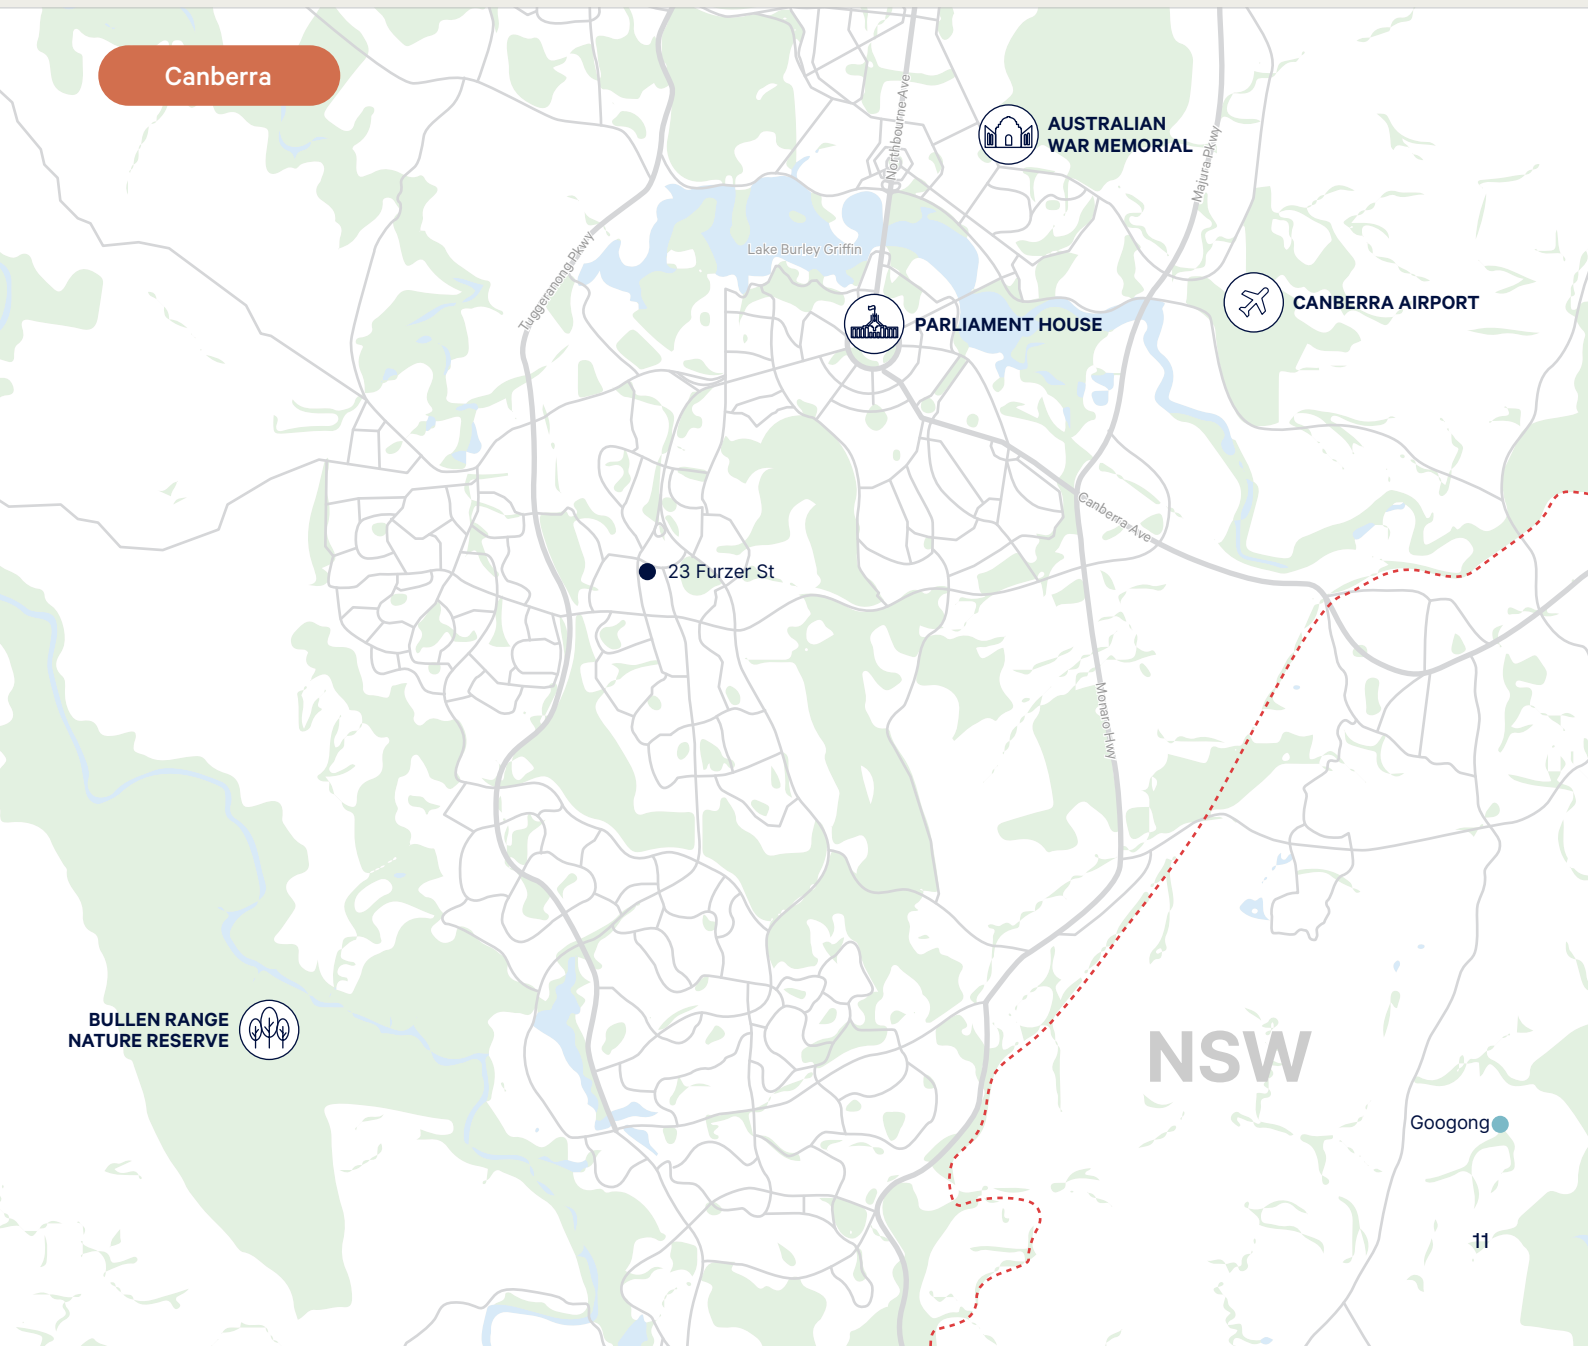 Canberra
Northbourne Ave
AUSTRALIAN
WAR MEMORIAL
Majura Pkwy
Tuggeranong Pkwy
Lake Burley Griffin
CANBERRA AIRPORT
PARLIAMENT HOUSE
Canberra Ave
23 Furzer St
Monaro Hwy
BULLEN RANGE
NATURE RESERVE
NSW
Googong
11